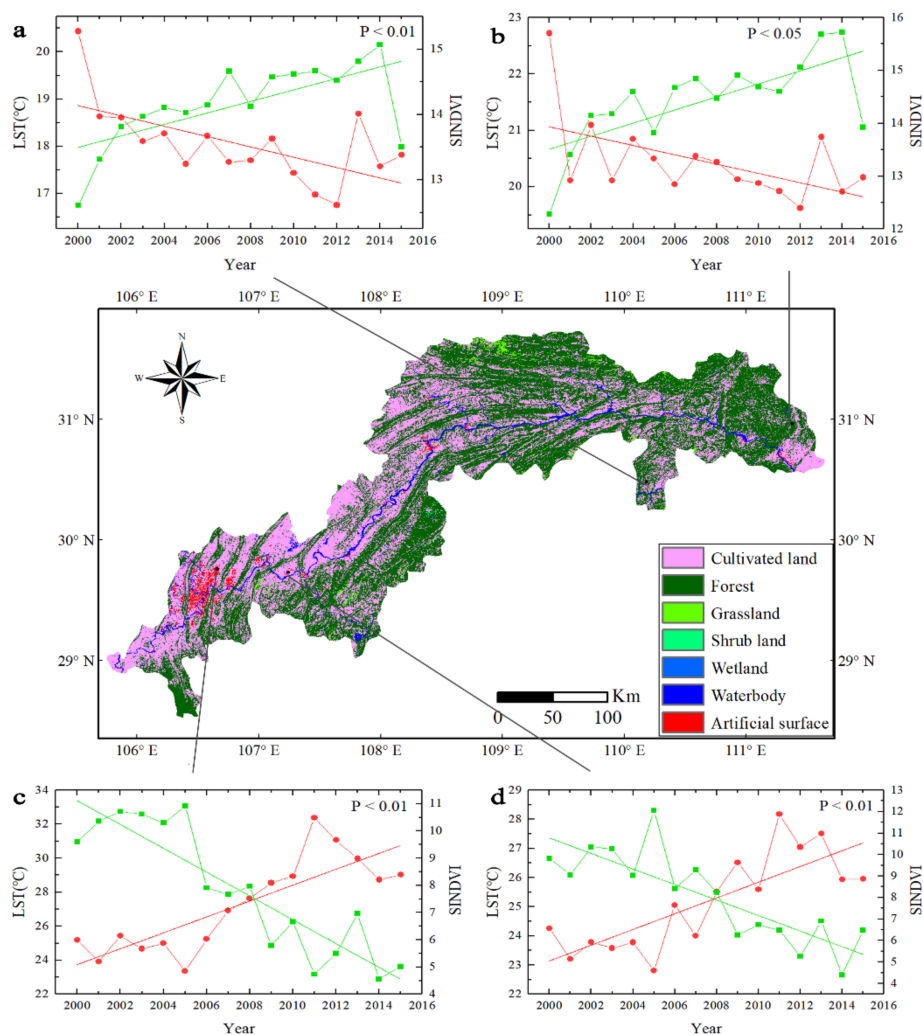 a
P < 0.01
LST(°C)
20
19
18
17
15
14
13
SINDVI
2000 2002 2004 2006 2008 2010 2012 2014 2016
Year
b
P < 0.05
LST(°C)
23
22
21
20
16
15
14
13
12
SINDVI
2000 2002 2004 2006 2008 2010 2012 2014 2016
Year
106° E 107° E 108° E 109° E 110° E 111° E
N
W E
S
31° N
30° N
29° N
31° N
30° N
29° N
Cultivated land
Forest
Grassland
Shrub land
Wetland
Waterbody
Artificial surface
Km
0 50 100
106° E 107° E 108° E 109° E 110° E 111° E
c
P < 0.01
LST(°C)
34
32
30
28
26
24
22
11
10
9
8
7
6
5
4
SINDVI
2000 2002 2004 2006 2008 2010 2012 2014 2016
Year
d
P < 0.01
LST(°C)
29
28
27
26
25
24
23
22
13
12
11
10
9
8
7
6
5
4
SINDVI
2000 2002 2004 2006 2008 2010 2012 2014 2016
Year